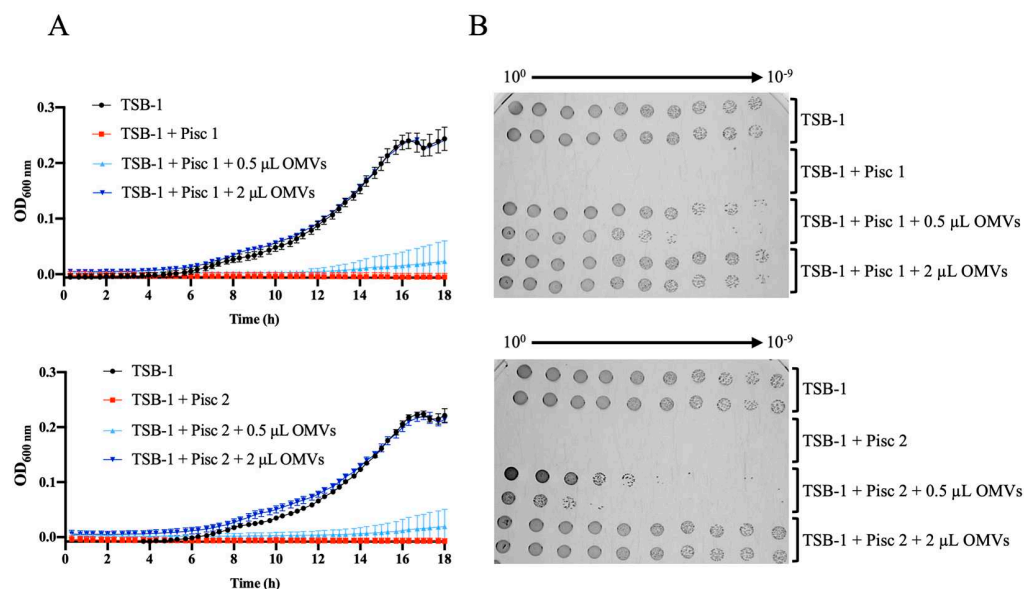 A
TSB-1
TSB-1 + Pisc 1
TSB-1 + Pisc 1 + 0.5 µL OMVs
TSB-1 + Pisc 1 + 2 µL OMVs
OD600 nm
0.3
0.2
0.1
0.0
0 2 4 6 8 10 12 14 16 18
Time (h)
TSB-1
TSB-1 + Pisc 2
TSB-1 + Pisc 2 + 0.5 µL OMVs
TSB-1 + Pisc 2 + 2 µL OMVs
OD600 nm
0.3
0.2
0.1
0.0
0 2 4 6 8 10 12 14 16 18
Time (h)
B
10⁰ 10⁻⁹
TSB-1
TSB-1 + Pisc 1
TSB-1 + Pisc 1 + 0.5 µL OMVs
TSB-1 + Pisc 1 + 2 µL OMVs
10⁰ 10⁻⁹
TSB-1
TSB-1 + Pisc 2
TSB-1 + Pisc 2 + 0.5 µL OMVs
TSB-1 + Pisc 2 + 2 µL OMVs